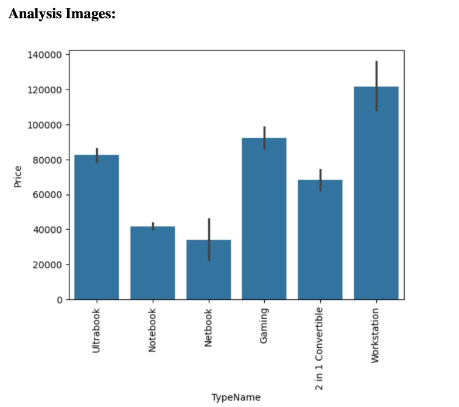 Analysis Images:
140000
120000
100000
80000
60000
40000
20000
0
Price
Ultrabook
Notebook
Netbook
Gaming
2 in 1 Convertible
Workstation
TypeName